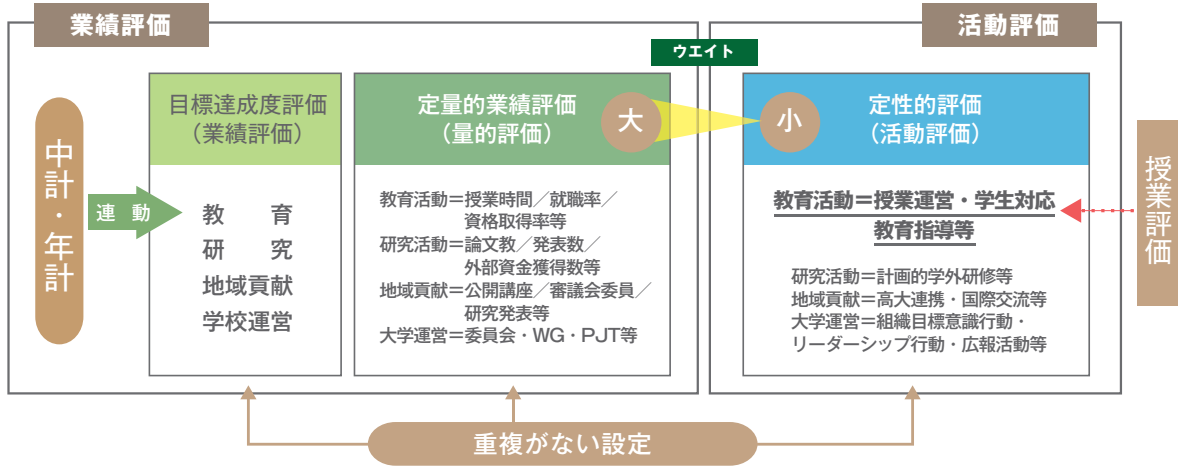 業績評価
活動評価
ウエイト
中計・年計
連 動
目標達成度評価
（業績評価）
教 育
研 究
地域貢献
学校運営
定量的業績評価
（量的評価）
大
教育活動＝授業時間／就職率／
資格取得率等
研究活動＝論文教／発表数／
外部資金獲得数等
地域貢献＝公開講座／審議会委員／
研究発表等
大学運営＝委員会・WG・PJT等
小
定性的評価
（活動評価）
教育活動＝授業運営・学生対応
教育指導等
研究活動＝計画的学外研修等
地域貢献＝高大連携・国際交流等
大学運営＝組織目標意識行動・
リーダーシップ行動・広報活動等
授業評価
重複がない設定